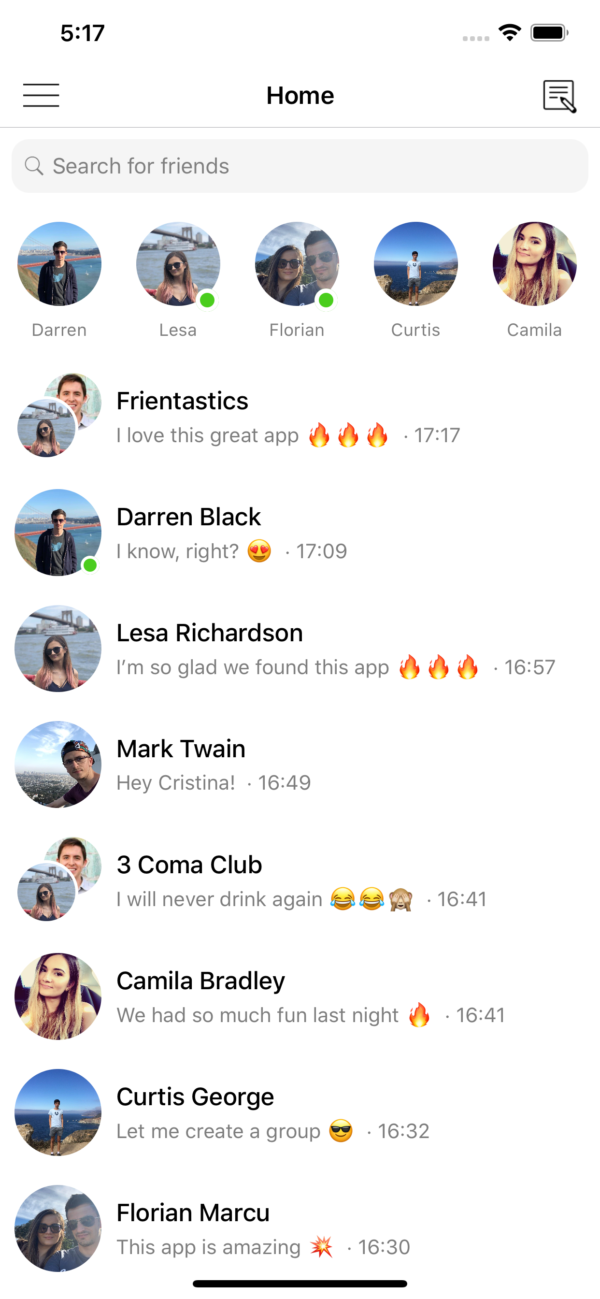 5:17
Home
Search for friends
Darren Lesa Florian Curtis Camila
Frientastics
I love this great app 🔥🔥🔥 · 17:17
Darren Black
I know, right? 😍 · 17:09
Lesa Richardson
I’m so glad we found this app 🔥🔥🔥 · 16:57
Mark Twain
Hey Cristina! · 16:49
3 Coma Club
I will never drink again 😂😂🙈 · 16:41
Camila Bradley
We had so much fun last night 🔥 · 16:41
Curtis George
Let me create a group 😎 · 16:32
Florian Marcu
This app is amazing 💥 · 16:30